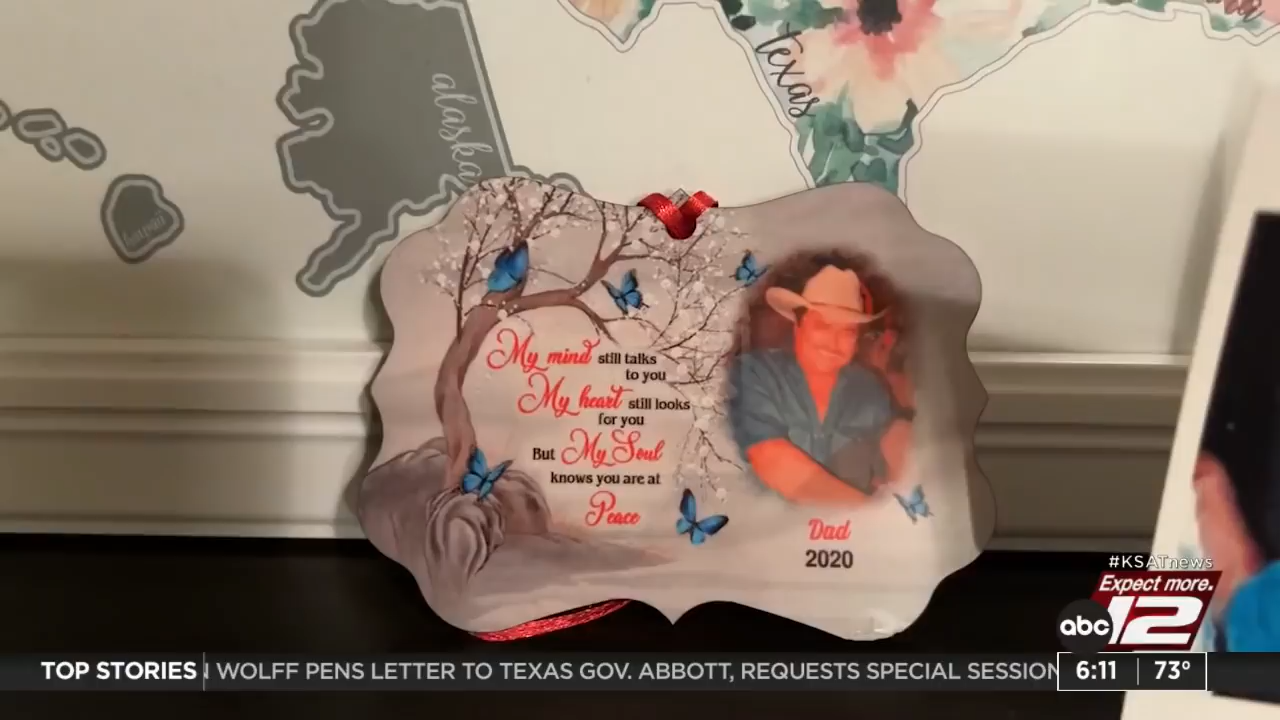 alaska
texas
hawaii
My mind still talks
to you
My heart still looks
for you
But My Soul
knows you are at
Peace
Dad
2020
#KSATnews
Expect more.
abc 12
TOP STORIES WOLFF PENS LETTER TO TEXAS GOV. ABBOTT, REQUESTS SPECIAL SESSION 6:11 73°